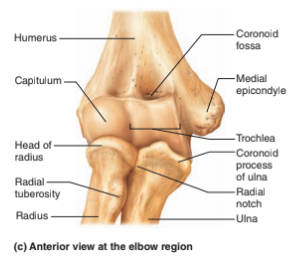 Humerus
Capitulum
Head of
radius
Radial
tuberosity
Radius
Coronoid
fossa
Medial
epicondyle
Trochlea
Coronoid
process
of ulna
Radial
notch
Ulna
(c) Anterior view at the elbow region